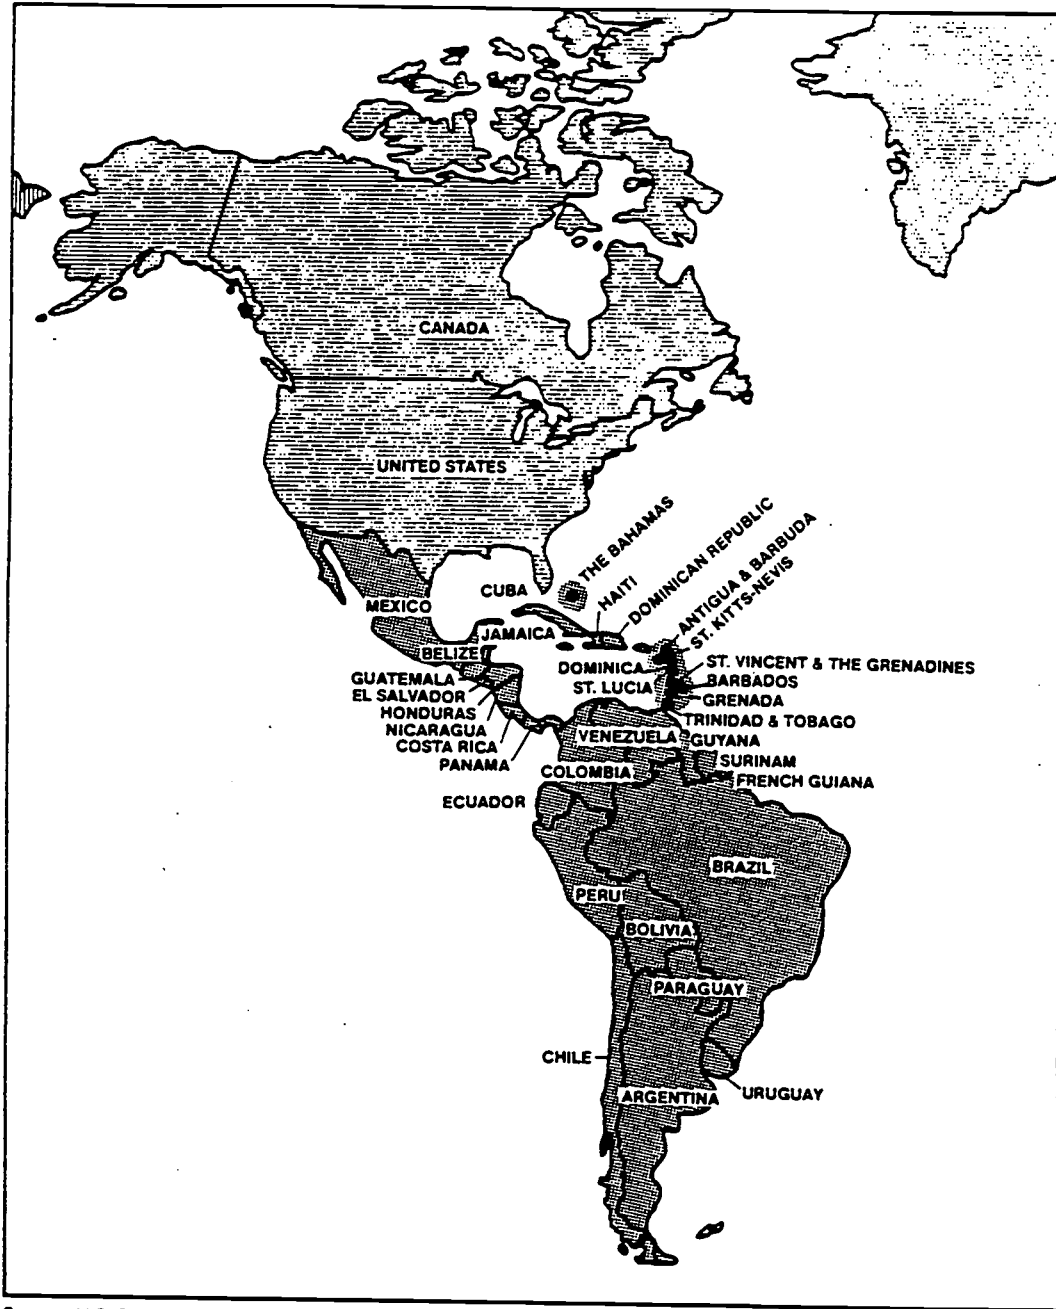 CANADA
UNITED STATES
THE BAHAMAS
DOMINICAN REPUBLIC
HAITI
ANTIGUA & BARBUDA
ST. KITTS-NEVIS
CUBA
MEXICO
JAMAICA
BELIZE
DOMINICA
ST. VINCENT & THE GRENADINES
GUATEMALA
ST. LUCIA
BARBADOS
EL SALVADOR
GRENADA
HONDURAS
TRINIDAD & TOBAGO
NICARAGUA
VENEZUELA
GUYANA
COSTA RICA
PANAMA
SURINAM
COLOMBIA
FRENCH GUIANA
ECUADOR
BRAZIL
PERU
BOLIVIA
PARAGUAY
CHILE
ARGENTINA
URUGUAY